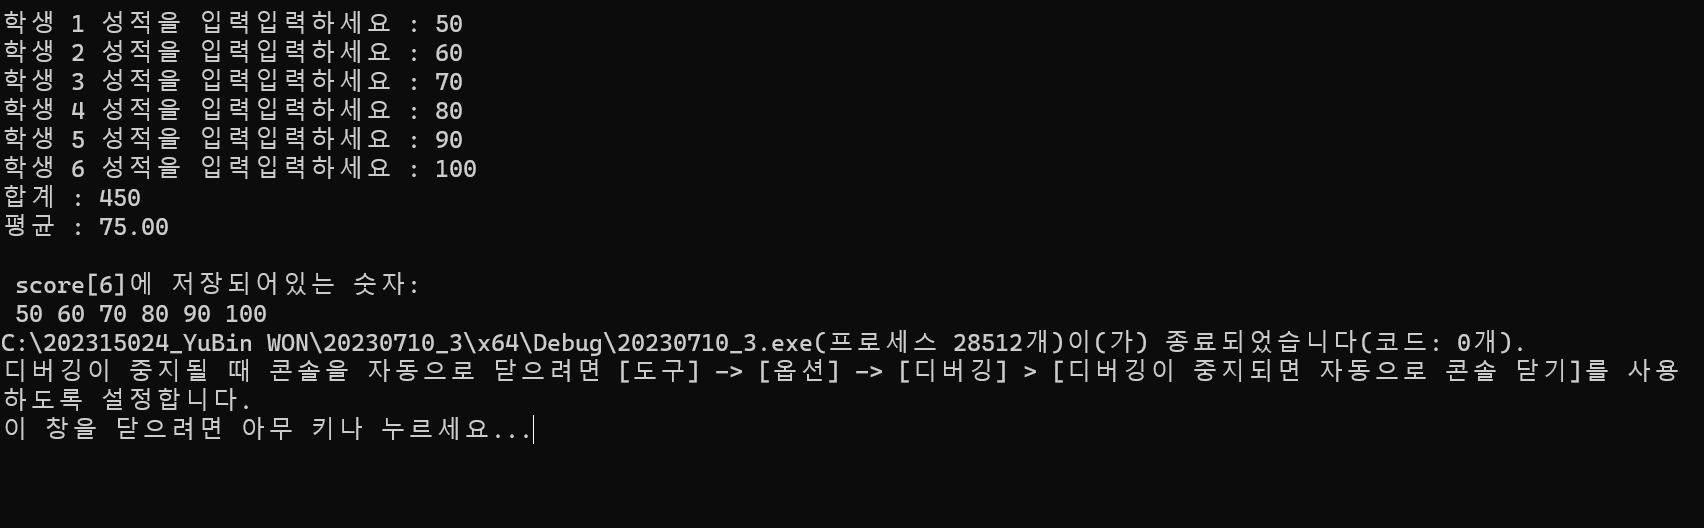 학생 1 성적을 입력입력하세요 : 50
학생 2 성적을 입력입력하세요 : 60
학생 3 성적을 입력입력하세요 : 70
학생 4 성적을 입력입력하세요 : 80
학생 5 성적을 입력입력하세요 : 90
학생 6 성적을 입력입력하세요 : 100
합계 : 450
평균 : 75.00
score[6]에 저장되어있는 숫자:
50 60 70 80 90 100
C:\202315024_YuBin WON\20230710_3\x64\Debug\20230710_3.exe(프로세스 28512개)이(가) 종료되었습니다(코드: 0개).
디버깅이 중지될 때 콘솔을 자동으로 닫으려면 [도구] -> [옵션] -> [디버깅] > [디버깅이 중지되면 자동으로 콘솔 닫기]를 사용
하도록 설정합니다.
이 창을 닫으려면 아무 키나 누르세요...